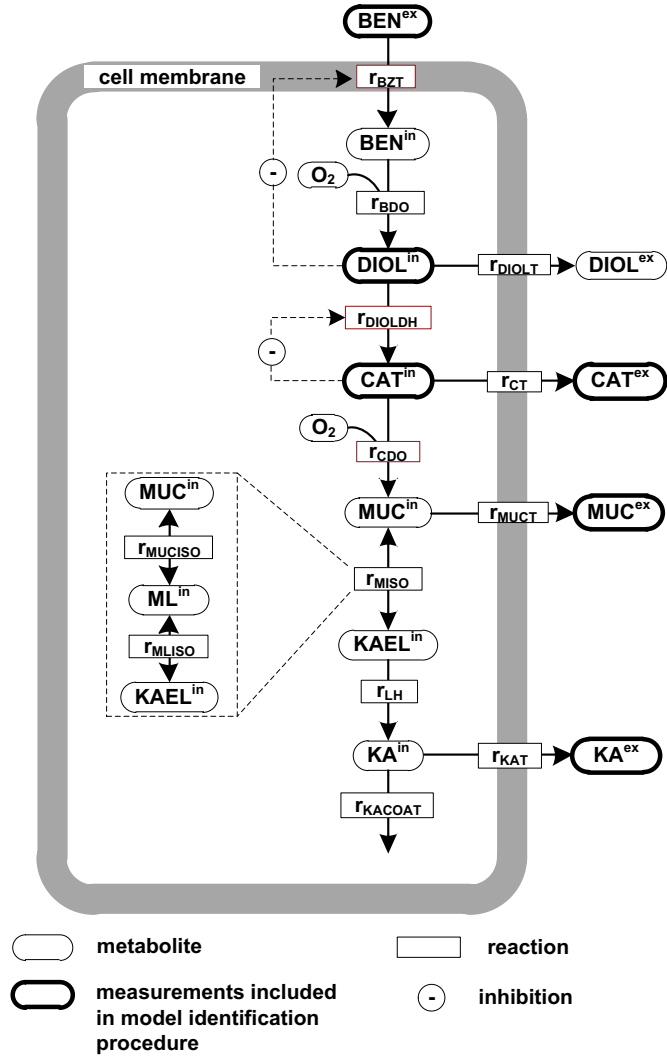 BEN^ex
cell membrane
r_BZT
BEN^in
-
O_2
r_BDO
DIOL^in
r_DIOLT
DIOL^ex
r_DIOLDH
-
CAT^in
r_CT
CAT^ex
O_2
r_CDO
MUC^in
MUC^in
r_MUCT
MUC^ex
r_MUCISO
r_MISO
ML^in
r_MLISO
KAEL^in
KAEL^in
r_LH
KA^in
r_KAT
KA^ex
r_KACOAT
metabolite
reaction
measurements included
in model identification
procedure
-
inhibition